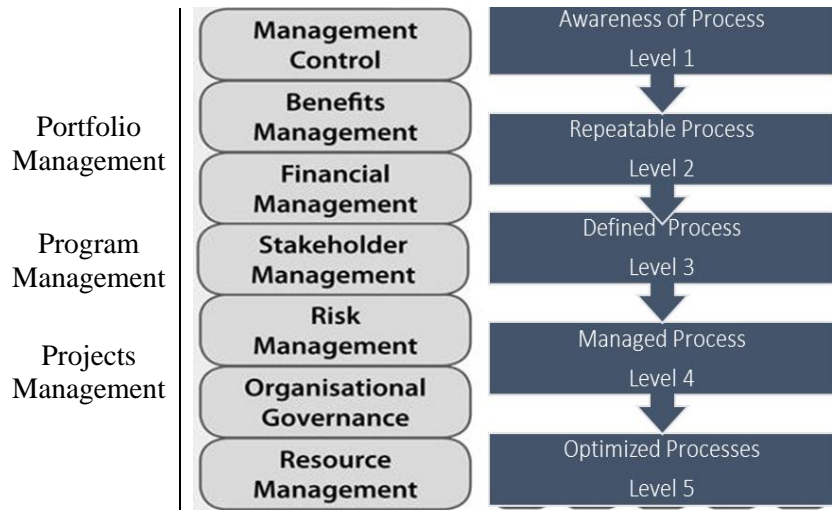 Portfolio
Management
Program
Management
Projects
Management
Management
Control
Benefits
Management
Financial
Management
Stakeholder
Management
Risk
Management
Organisational
Governance
Resource
Management
Awareness of Process
Level 1
Repeatable Process
Level 2
Defined Process
Level 3
Managed Process
Level 4
Optimized Processes
Level 5